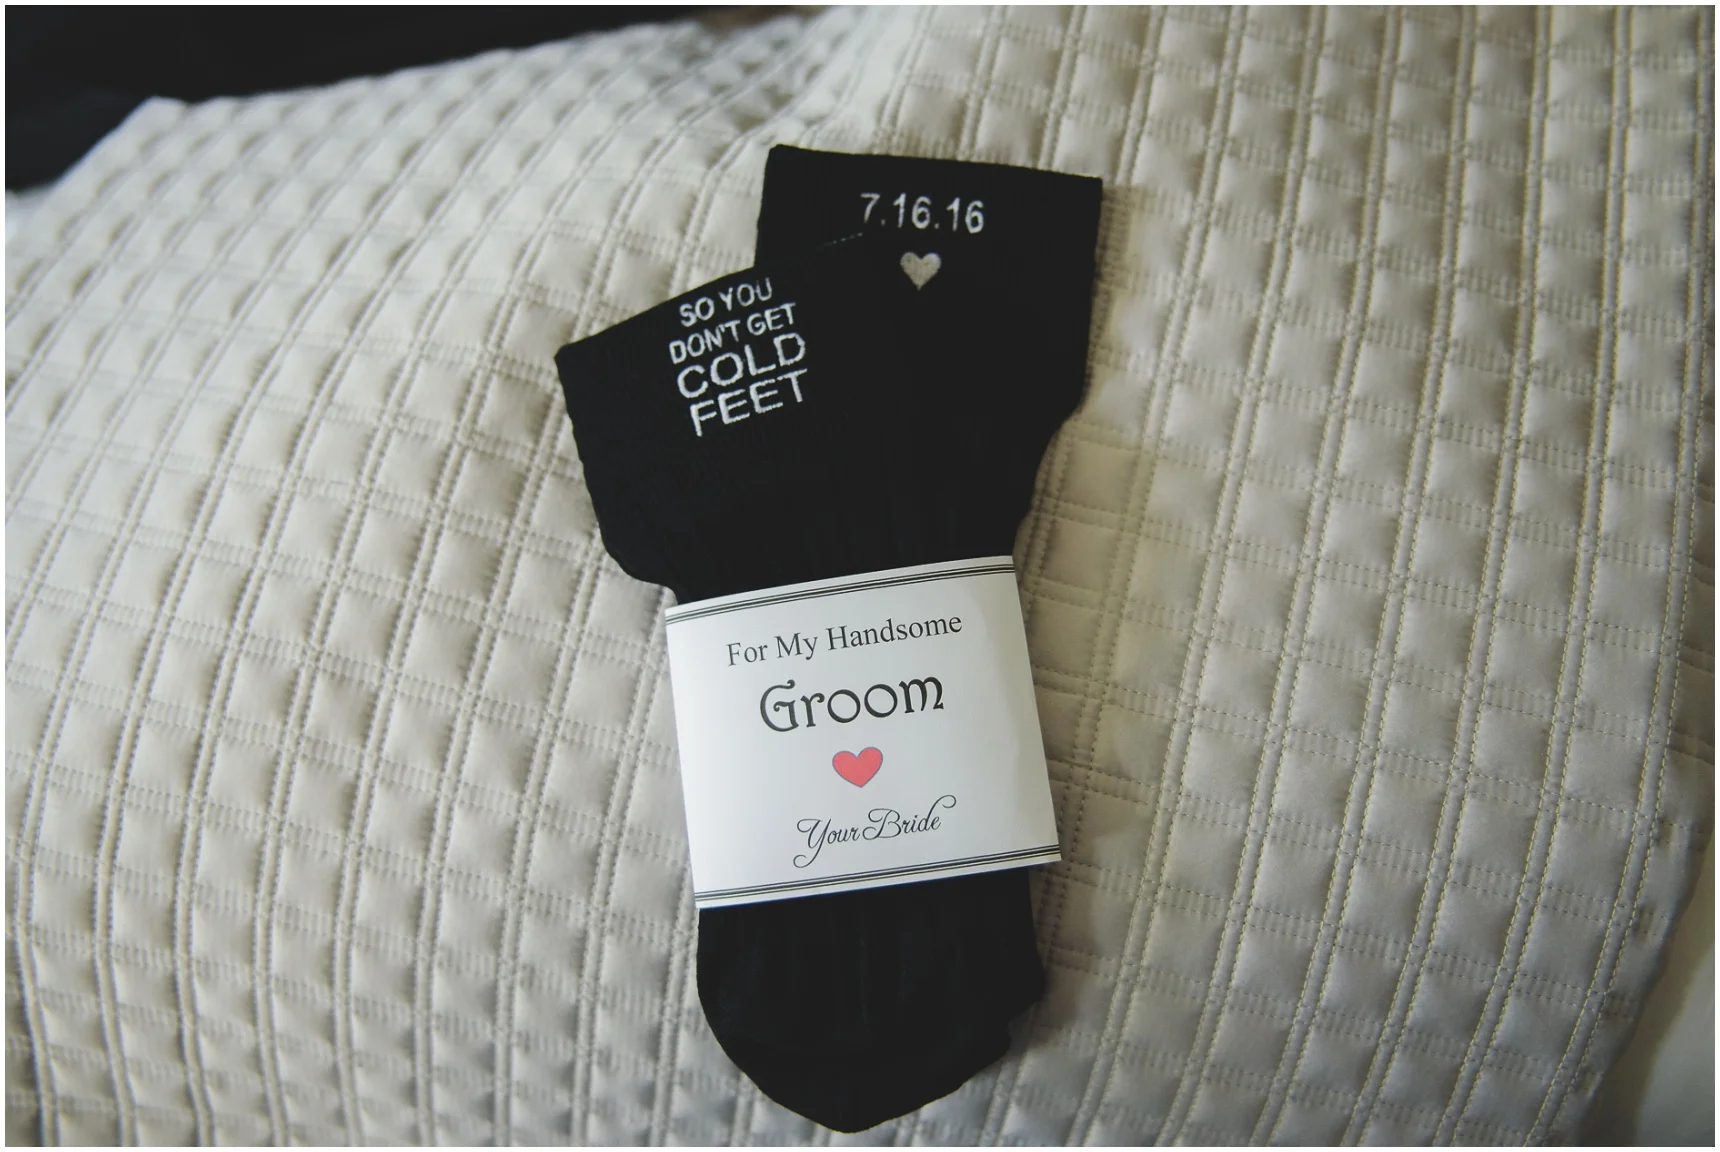 7.16.16
SO YOU
DON'T GET
COLD
FEET
For My Handsome
Groom
Your Bride